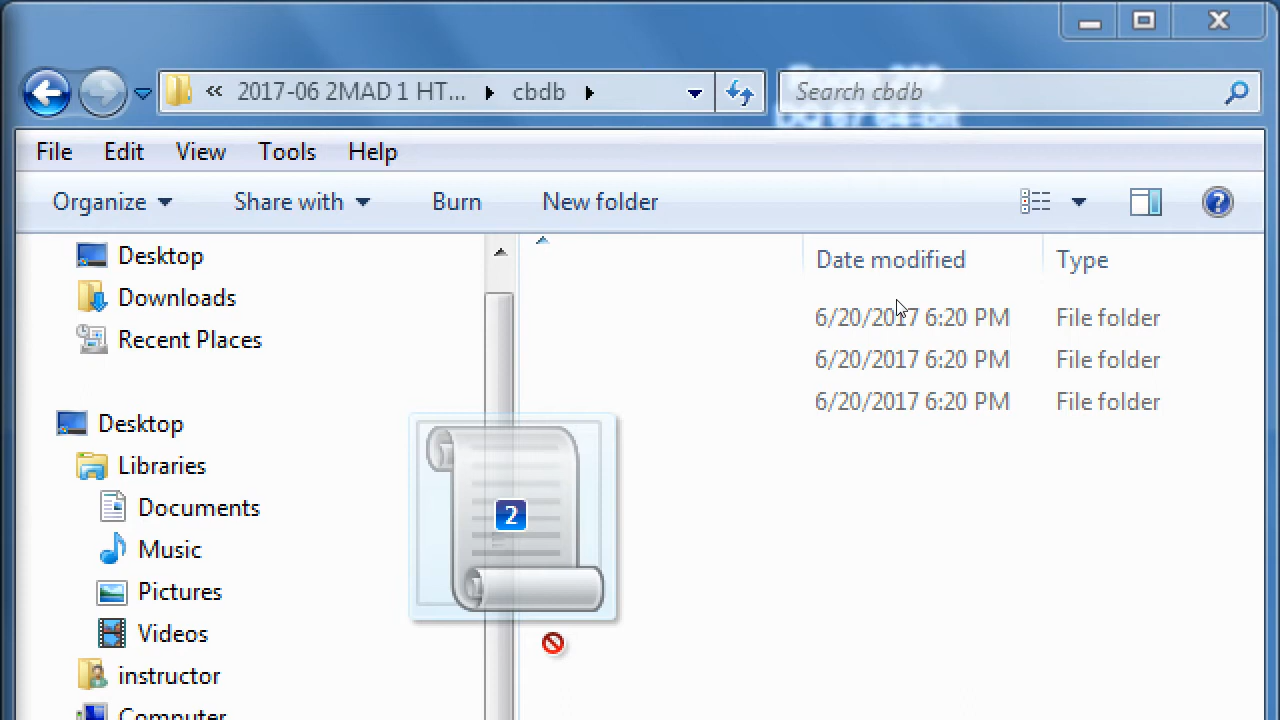 « 2017-06 2MAD 1 HT... cbdb Search cbdb
File Edit View Tools Help
Organize Share with Burn New folder
Desktop
Downloads
Recent Places
Desktop
Libraries
Documents
Music
Pictures
Videos
instructor
Computer
Date modified Type
6/20/2017 6:20 PM File folder
6/20/2017 6:20 PM File folder
6/20/2017 6:20 PM File folder
2